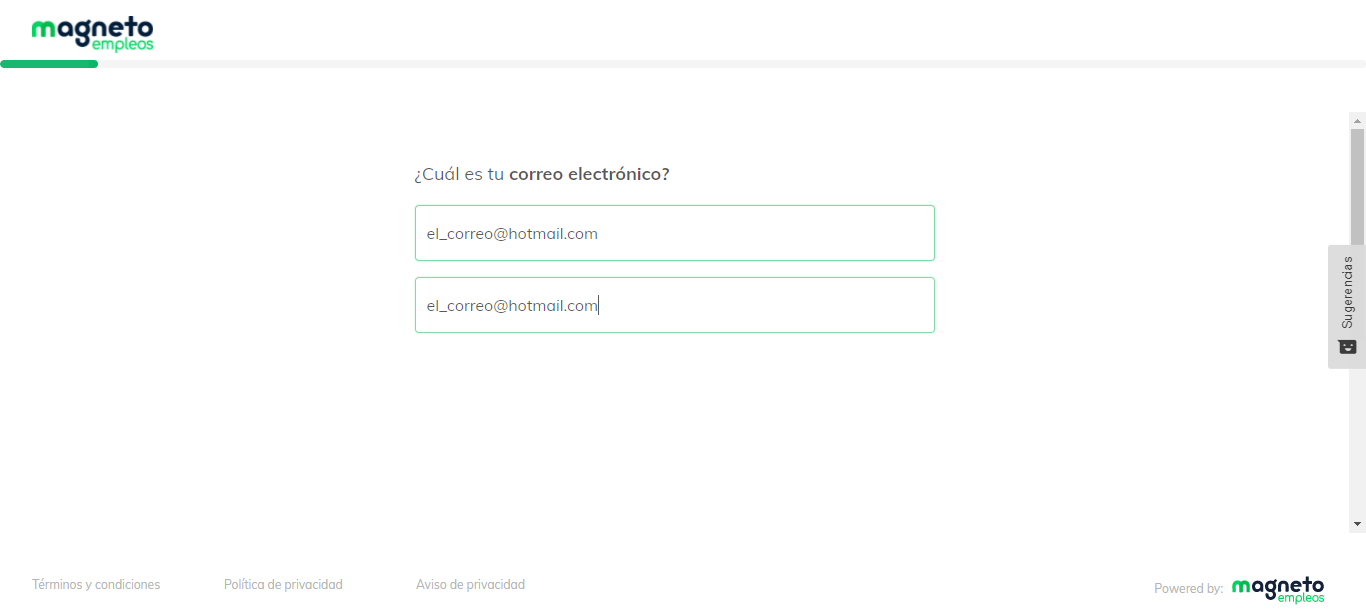 magneto
empleos
¿Cuál es tu correo electrónico?
el_correo@hotmail.com
el_correo@hotmail.com
Sugerencias
Términos y condiciones
Política de privacidad
Aviso de privacidad
Powered by: magneto
empleos